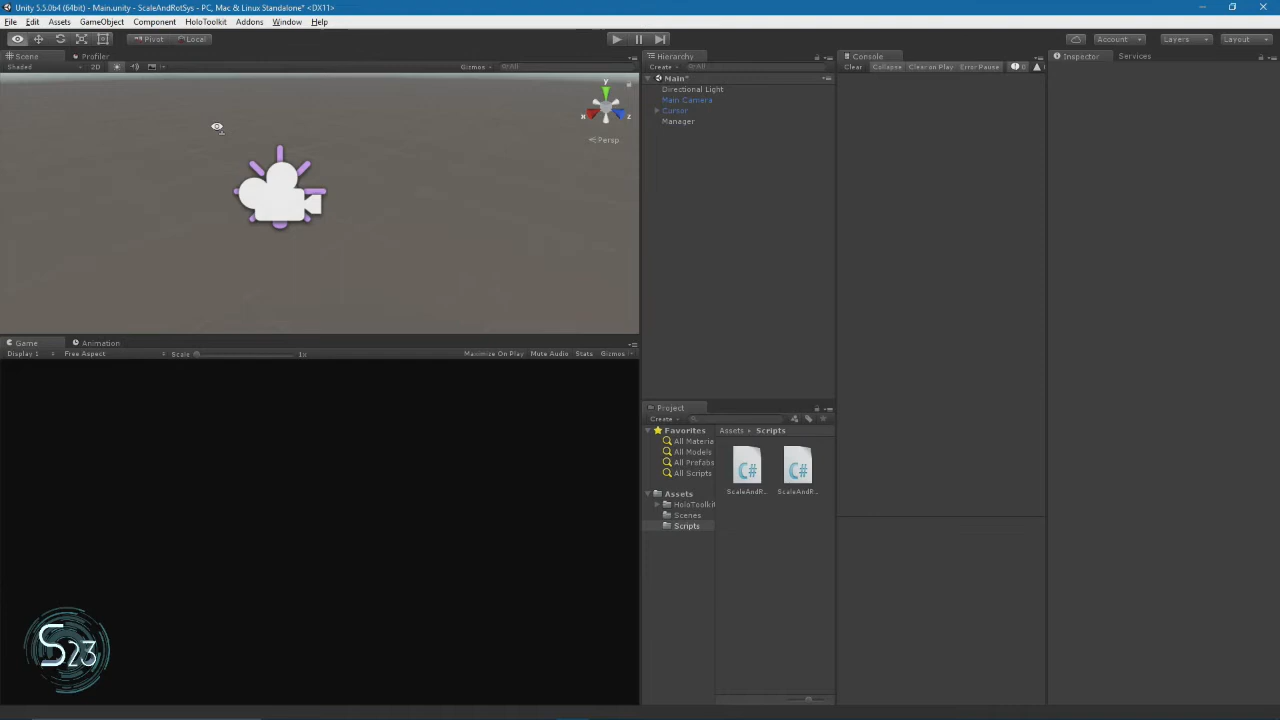 Unity 5.5.0b4 (64bit) - Main.unity - ScaleAndRotSys - PC, Mac & Linux Standalone* <DX11>
File Edit Assets GameObject Component HoloToolkit Addons Window Help
Pivot Local
Account Layers Layout
Scene Profiler
Shaded 2D Gizmos All
y
x z
Persp
Game Animation
Display 1 Free Aspect Scale 1x Maximize On Play Mute Audio Stats Gizmos
S23
Hierarchy
Create All
Main*
Directional Light
Main Camera
Cursor
Manager
Project
Create
Favorites
All Materia
All Models
All Prefabs
All Scripts
Assets
HoloToolkit
Scenes
Scripts
Assets Scripts
C# C#
ScaleAndR... ScaleAndR...
Console
Clear Collapse Clear on Play Error Pause
Inspector Services